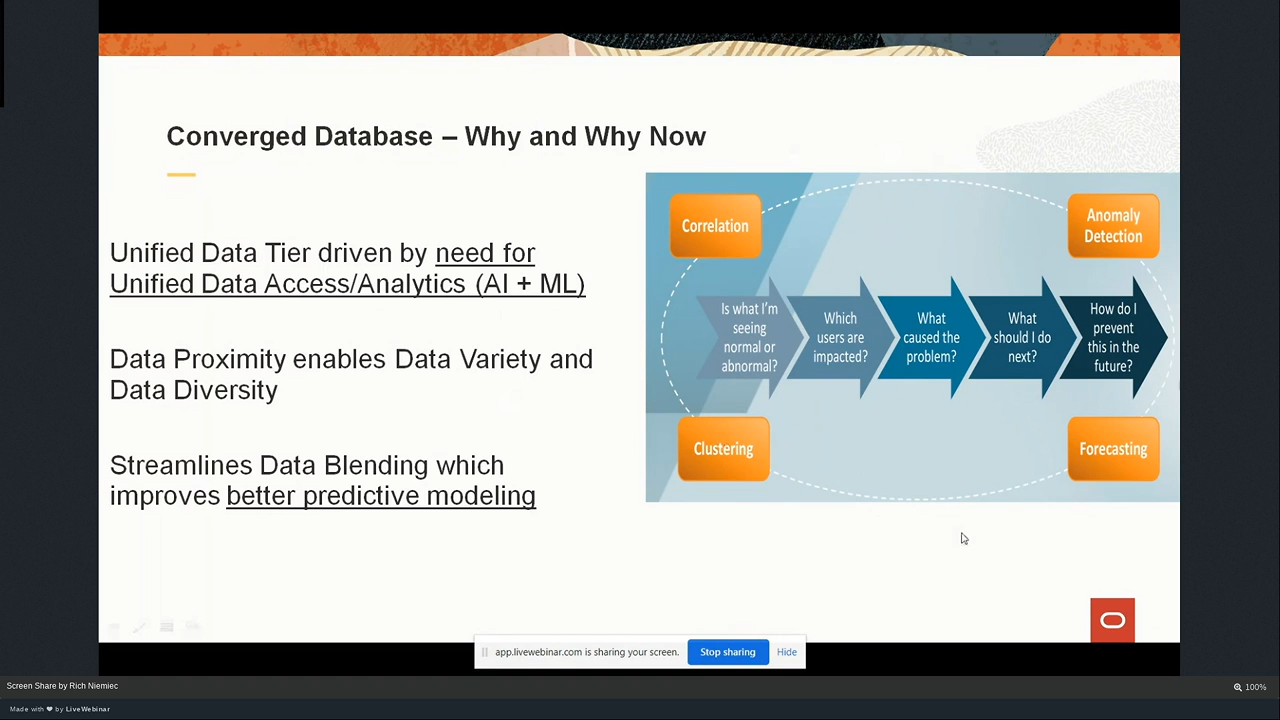 Converged Database – Why and Why Now
Unified Data Tier driven by need for
Unified Data Access/Analytics (AI + ML)
Data Proximity enables Data Variety and
Data Diversity
Streamlines Data Blending which
improves better predictive modeling
Correlation
Anomaly
Detection
Is what I'm
seeing
normal or
abnormal?
Which
users are
impacted?
What
caused the
problem?
What
should I do
next?
How do I
prevent
this in the
future?
Clustering
Forecasting
app.livewebinar.com is sharing your screen.
Stop sharing
Hide
Screen Share by Rich Niemiec
100%
Made with ❤ by LiveWebinar